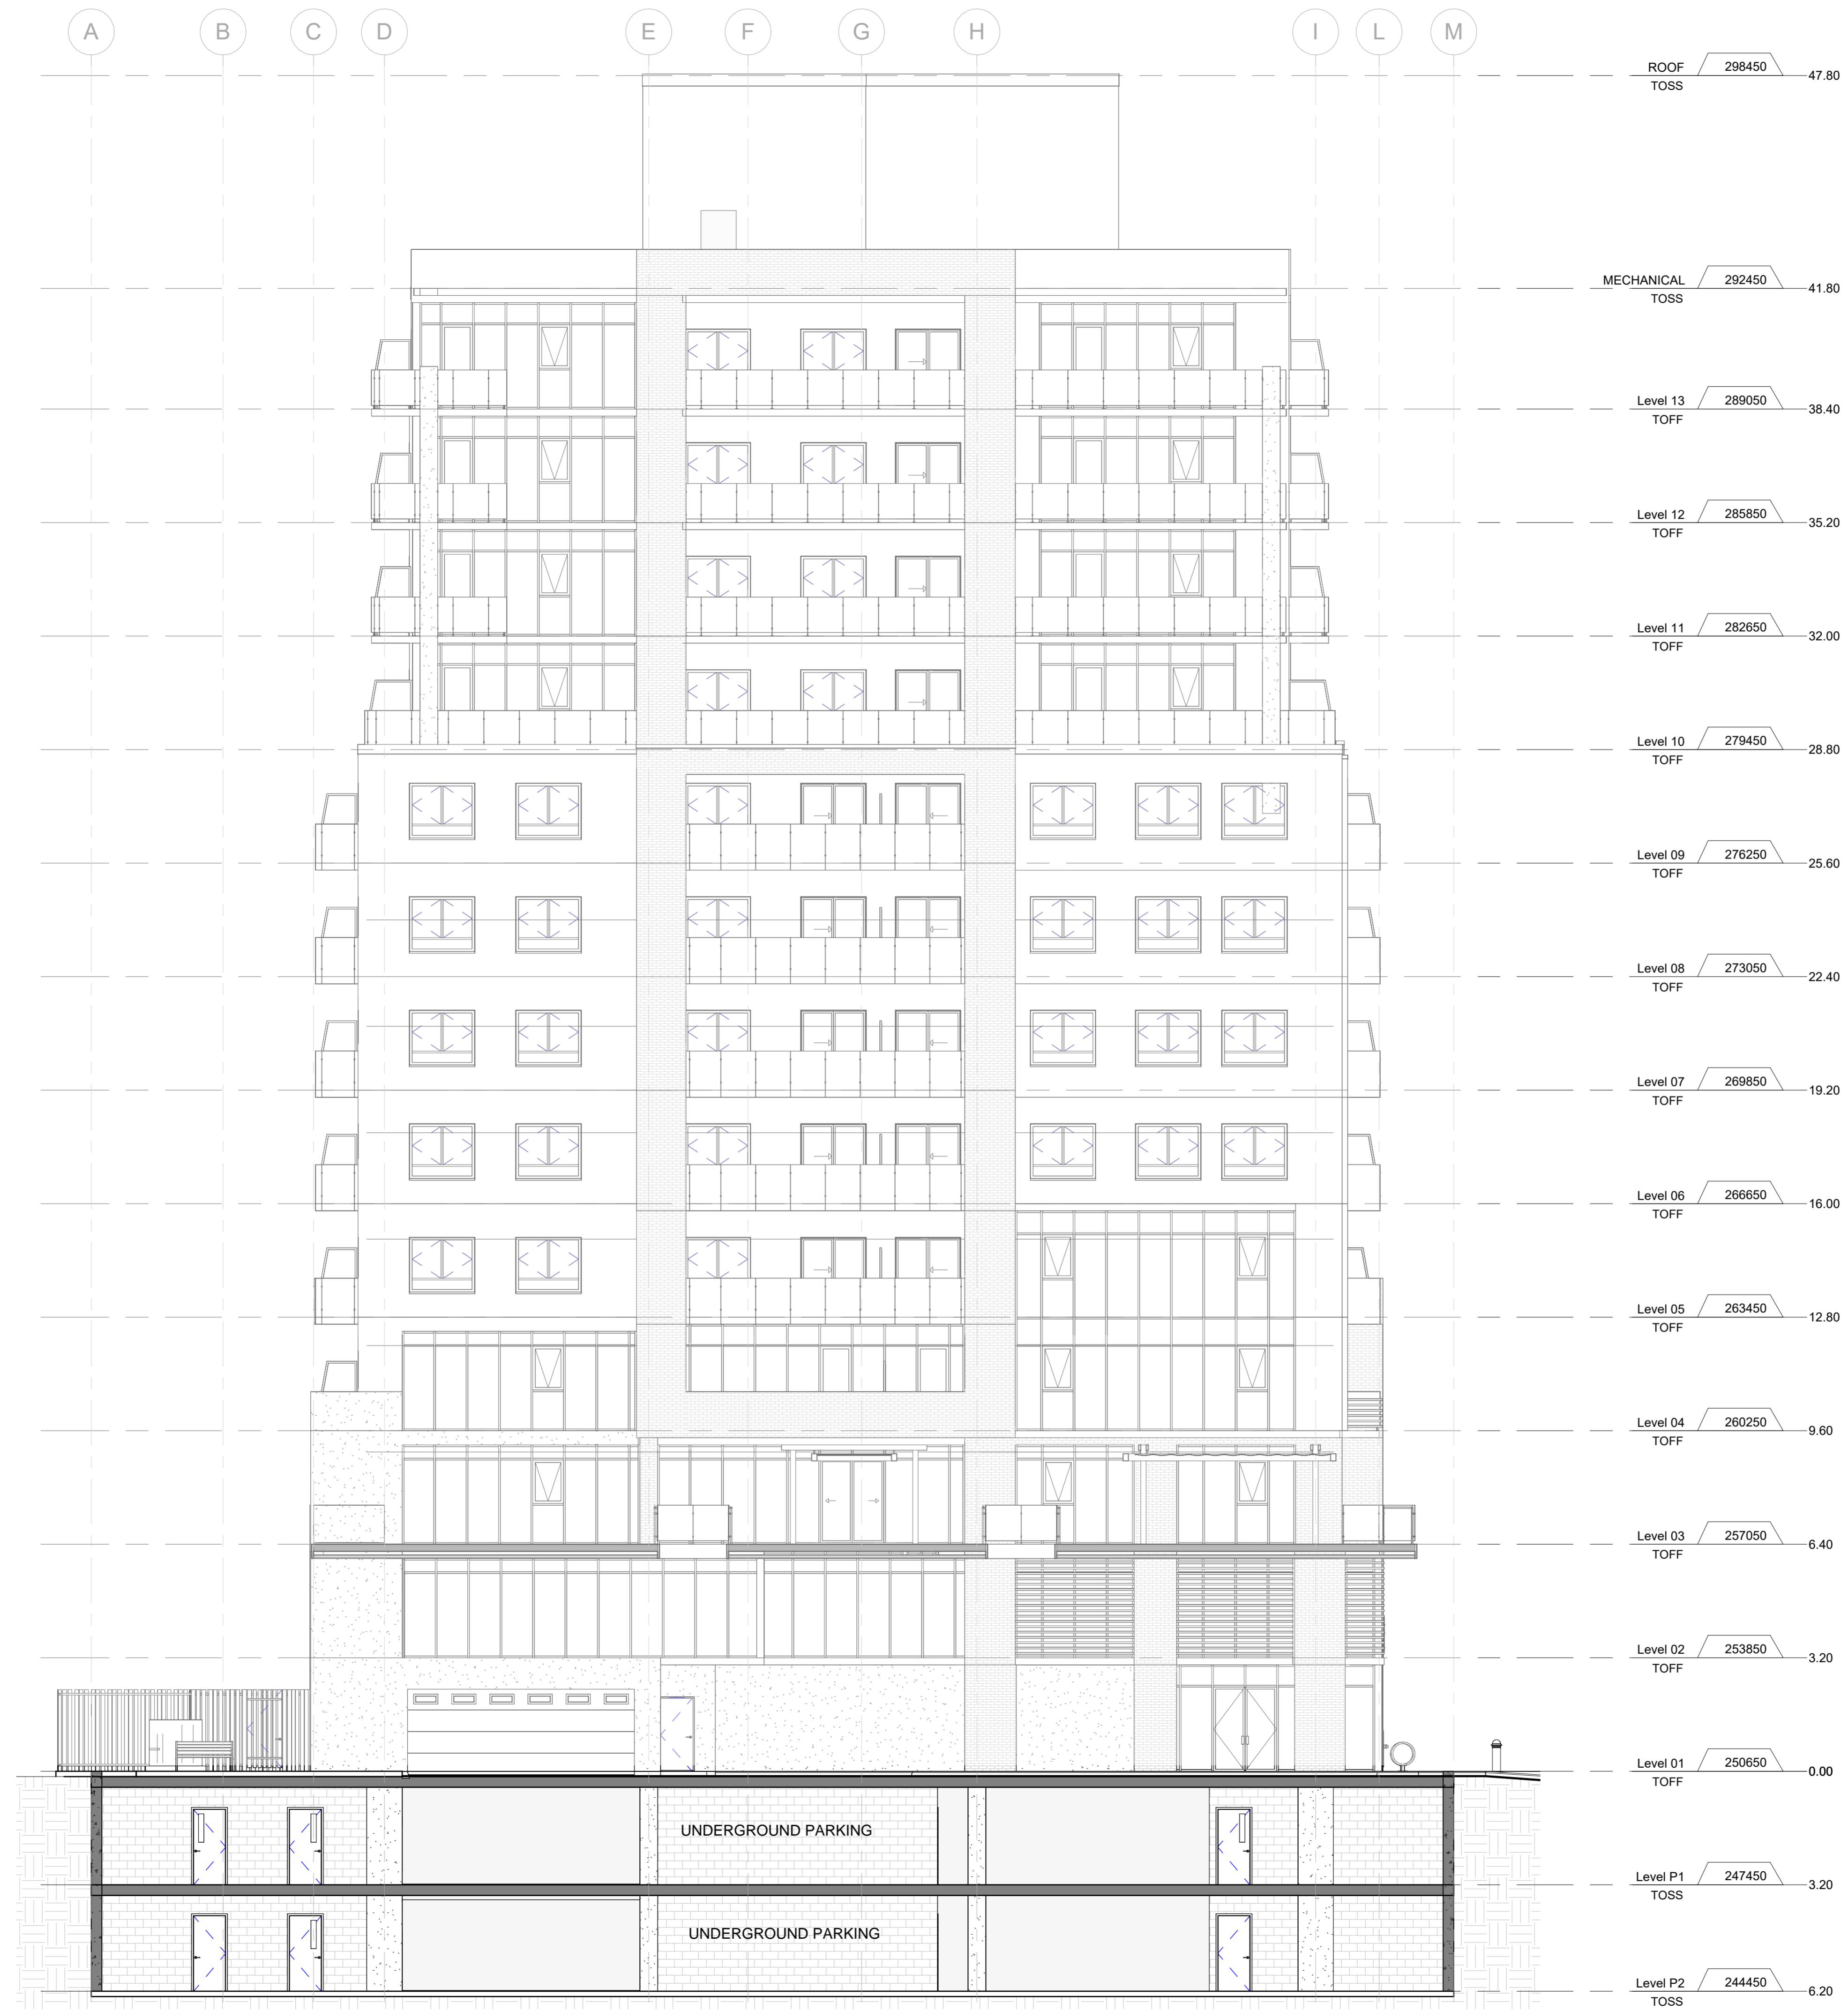 A B C D E F G H I L M
ROOF 298450 47.80
TOSS
MECHANICAL 292450 41.80
TOSS
Level 13 289050 38.40
TOFF
Level 12 285850 35.20
TOFF
Level 11 282650 32.00
TOFF
Level 10 279450 28.80
TOFF
Level 09 276250 25.60
TOFF
Level 08 273050 22.40
TOFF
Level 07 269850 19.20
TOFF
Level 06 266650 16.00
TOFF
Level 05 263450 12.80
TOFF
Level 04 260250 9.60
TOFF
Level 03 257050 6.40
TOFF
Level 02 253850 3.20
TOFF
Level 01 250650 0.00
TOFF
UNDERGROUND PARKING
Level P1 247450 3.20
TOSS
UNDERGROUND PARKING
Level P2 244450 6.20
TOSS